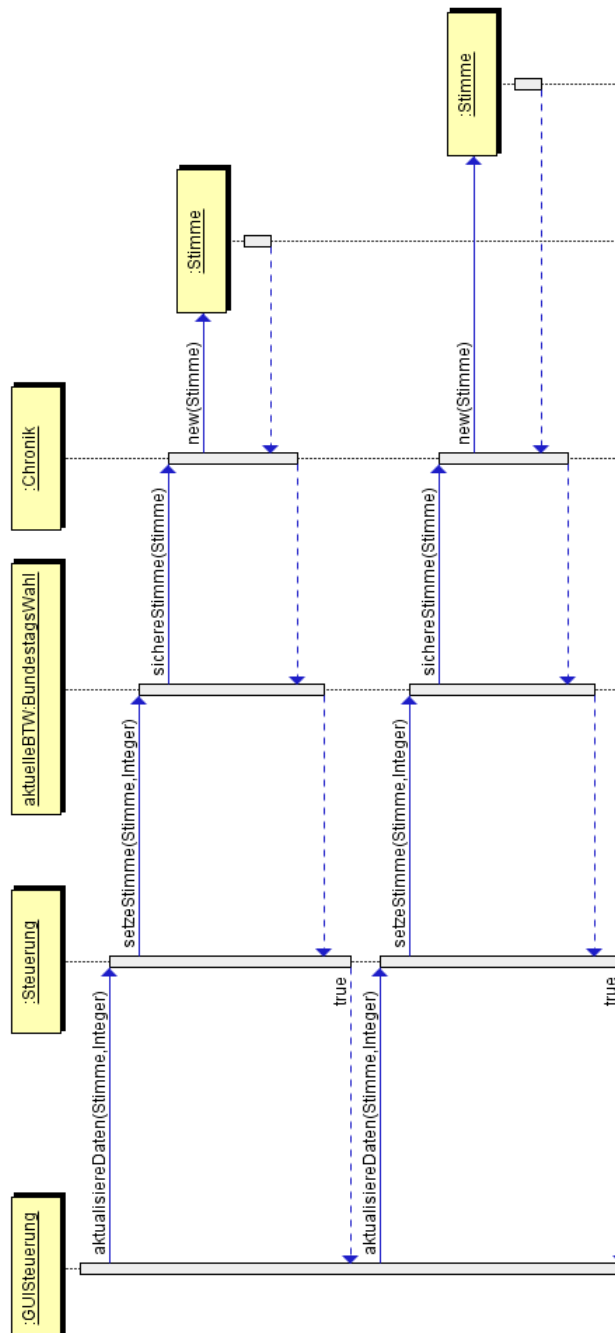 :GUISteuerung
:Steuerung
aktuelleBTW:BundestagsWahl
:Chronik
aktualisiereDaten(Stimme,Integer)
setzeStimme(Stimme,Integer)
sichereStimme(Stimme)
new(Stimme)
:Stimme
true
aktualisiereDaten(Stimme,Integer)
setzeStimme(Stimme,Integer)
sichereStimme(Stimme)
new(Stimme)
:Stimme
true